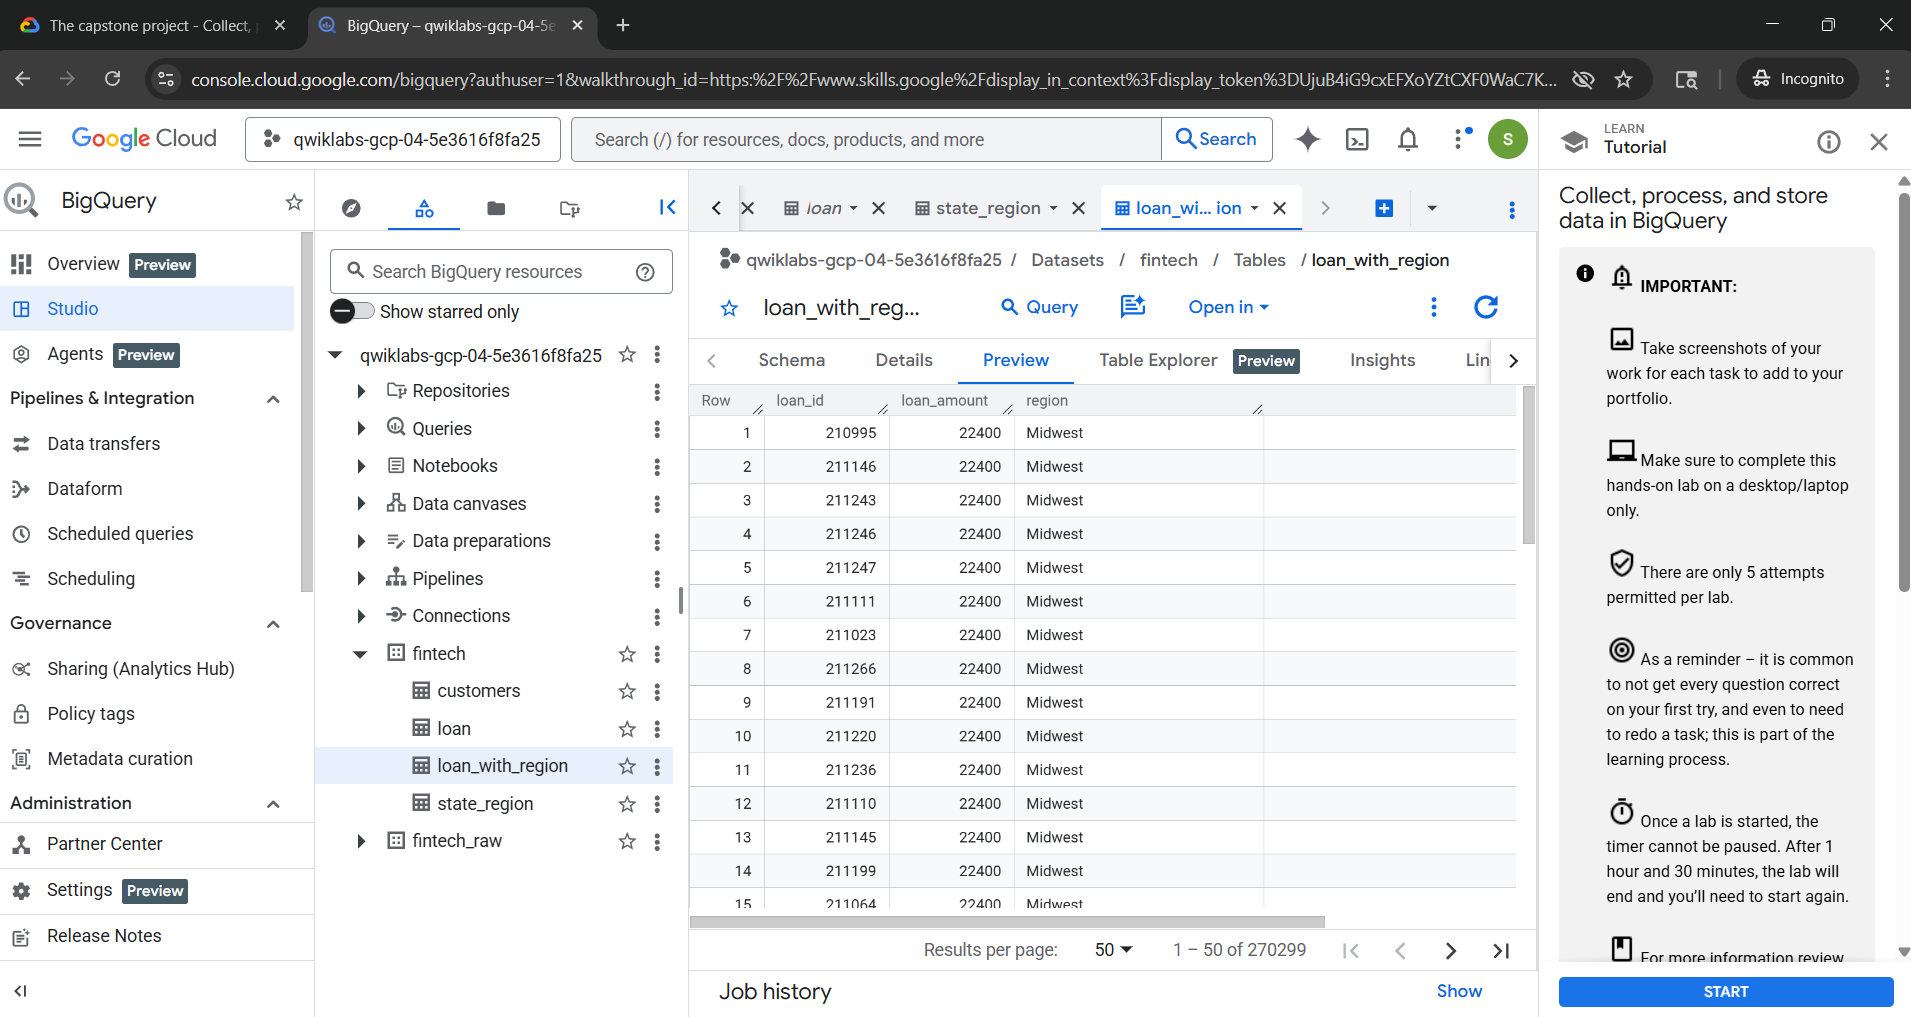 The capstone project - Collect,
BigQuery – qwiklabs-gcp-04-5e
console.cloud.google.com/bigquery?authuser=1&walkthrough_id=https:%2F%2Fwww.skills.google%2Fdisplay_in_context%3Fdisplay_token%3DUjuB4iG9cxEFXoYZtCXF0WaC7K...
Incognito
Google Cloud
qwiklabs-gcp-04-5e3616f8fa25
Search (/) for resources, docs, products, and more
Search
S
LEARN
Tutorial
BigQuery
Overview Preview
Studio
Agents Preview
Pipelines & Integration
Data transfers
Dataform
Scheduled queries
Scheduling
Governance
Sharing (Analytics Hub)
Policy tags
Metadata curation
Administration
Partner Center
Settings Preview
Release Notes
Search BigQuery resources
Show starred only
qwiklabs-gcp-04-5e3616f8fa25
Repositories
Queries
Notebooks
Data canvases
Data preparations
Pipelines
Connections
fintech
customers
loan
loan_with_region
state_region
fintech_raw
loan
state_region
loan_wi... ion
qwiklabs-gcp-04-5e3616f8fa25 / Datasets / fintech / Tables / loan_with_region
loan_with_reg...
Query
Open in
Schema Details Preview Table Explorer Preview Insights Lin
Row loan_id loan_amount region
1 210995 22400 Midwest
2 211146 22400 Midwest
3 211243 22400 Midwest
4 211246 22400 Midwest
5 211247 22400 Midwest
6 211111 22400 Midwest
7 211023 22400 Midwest
8 211266 22400 Midwest
9 211191 22400 Midwest
10 211220 22400 Midwest
11 211236 22400 Midwest
12 211110 22400 Midwest
13 211145 22400 Midwest
14 211199 22400 Midwest
15 211064 22400 Midwest
Results per page: 50 1 – 50 of 270299
Job history
Show
Collect, process, and store
data in BigQuery
IMPORTANT:
Take screenshots of your
work for each task to add to your
portfolio.
Make sure to complete this
hands-on lab on a desktop/laptop
only.
There are only 5 attempts
permitted per lab.
As a reminder – it is common
to not get every question correct
on your first try, and even to need
to redo a task; this is part of the
learning process.
Once a lab is started, the
timer cannot be paused. After 1
hour and 30 minutes, the lab will
end and you'll need to start again.
For more information review
START